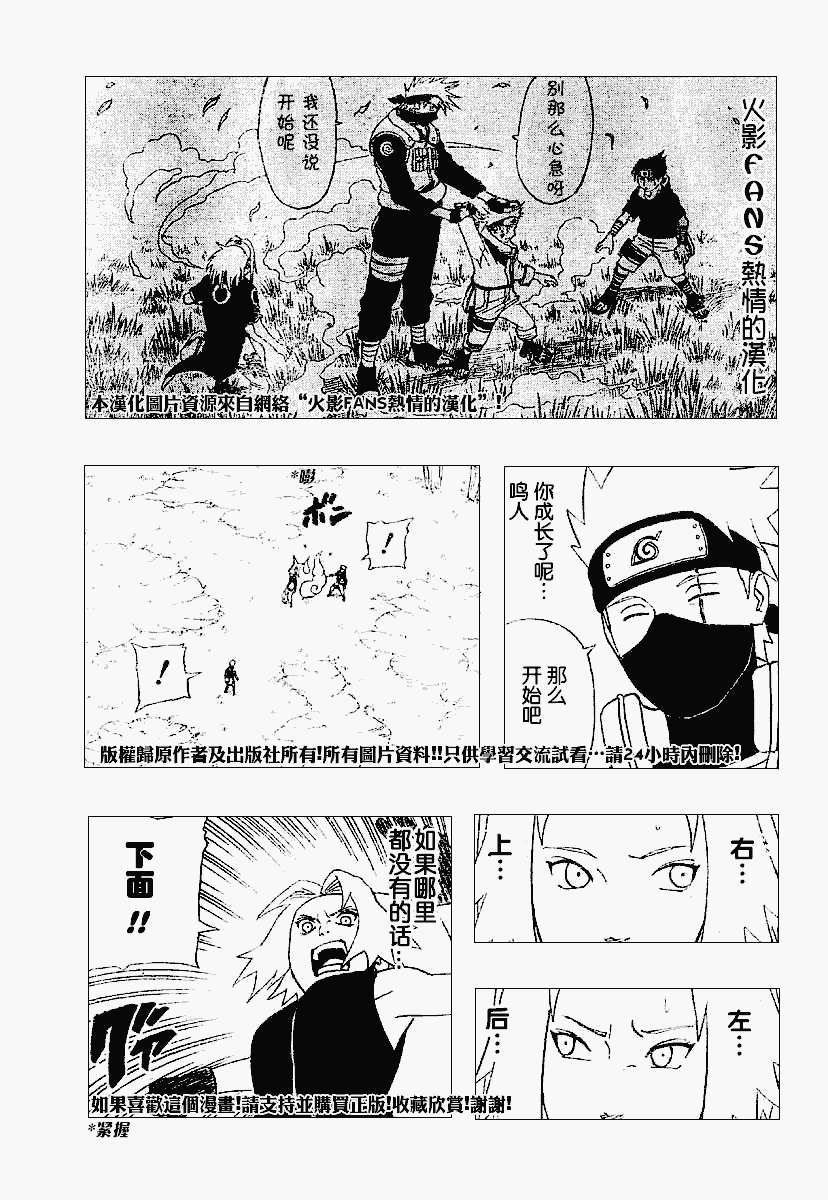 别那么心急呀
我还没说
开始呢
火影FANS熱情的漢化
本漢化圖片資源來自網絡“火影FANS熱情的漢化”！
你成长了呢…
鸣人
那么
开始吧
*嘭
ボン
！
！
版權歸原作者及出版社所有!所有圖片資料!!只供學習交流試看…請24小時內刪除!
右…
上…
左…
后…
如果哪里
都没有的话…
下面!!
グッ
如果喜歡這個漫畫!請支持並購買正版!收藏欣賞!謝謝!
*紧握